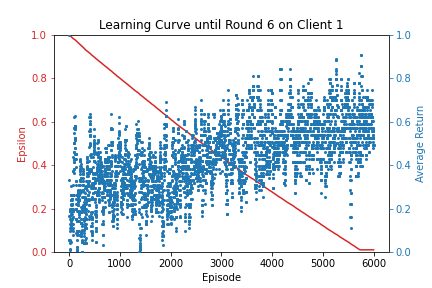 Learning Curve until Round 6 on Client 1
1.0 1.0
0.8 0.8
0.6 0.6
Epsilon Average Return
0.4 0.4
0.2 0.2
0.0 0.0
0 1000 2000 3000 4000 5000 6000
Episode